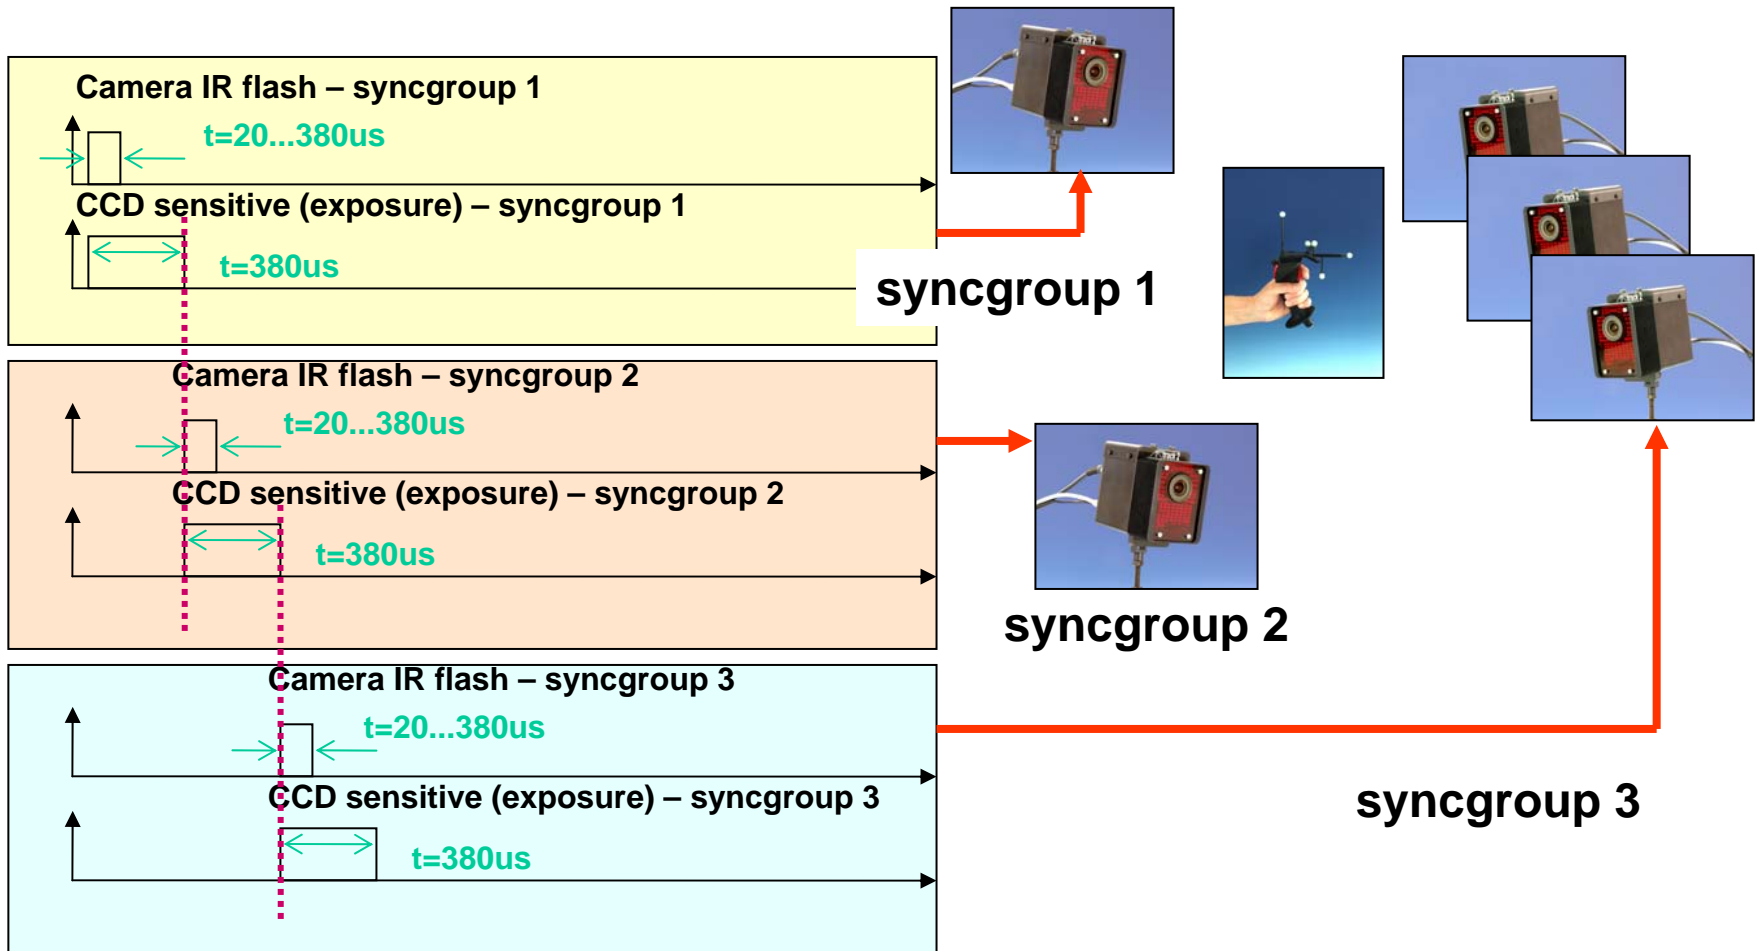 Camera IR flash – syncgroup 1
t=20...380us
CCD sensitive (exposure) – syncgroup 1
t=380us
syncgroup 1
Camera IR flash – syncgroup 2
t=20...380us
CCD sensitive (exposure) – syncgroup 2
t=380us
syncgroup 2
Camera IR flash – syncgroup 3
t=20...380us
CCD sensitive (exposure) – syncgroup 3
t=380us
syncgroup 3